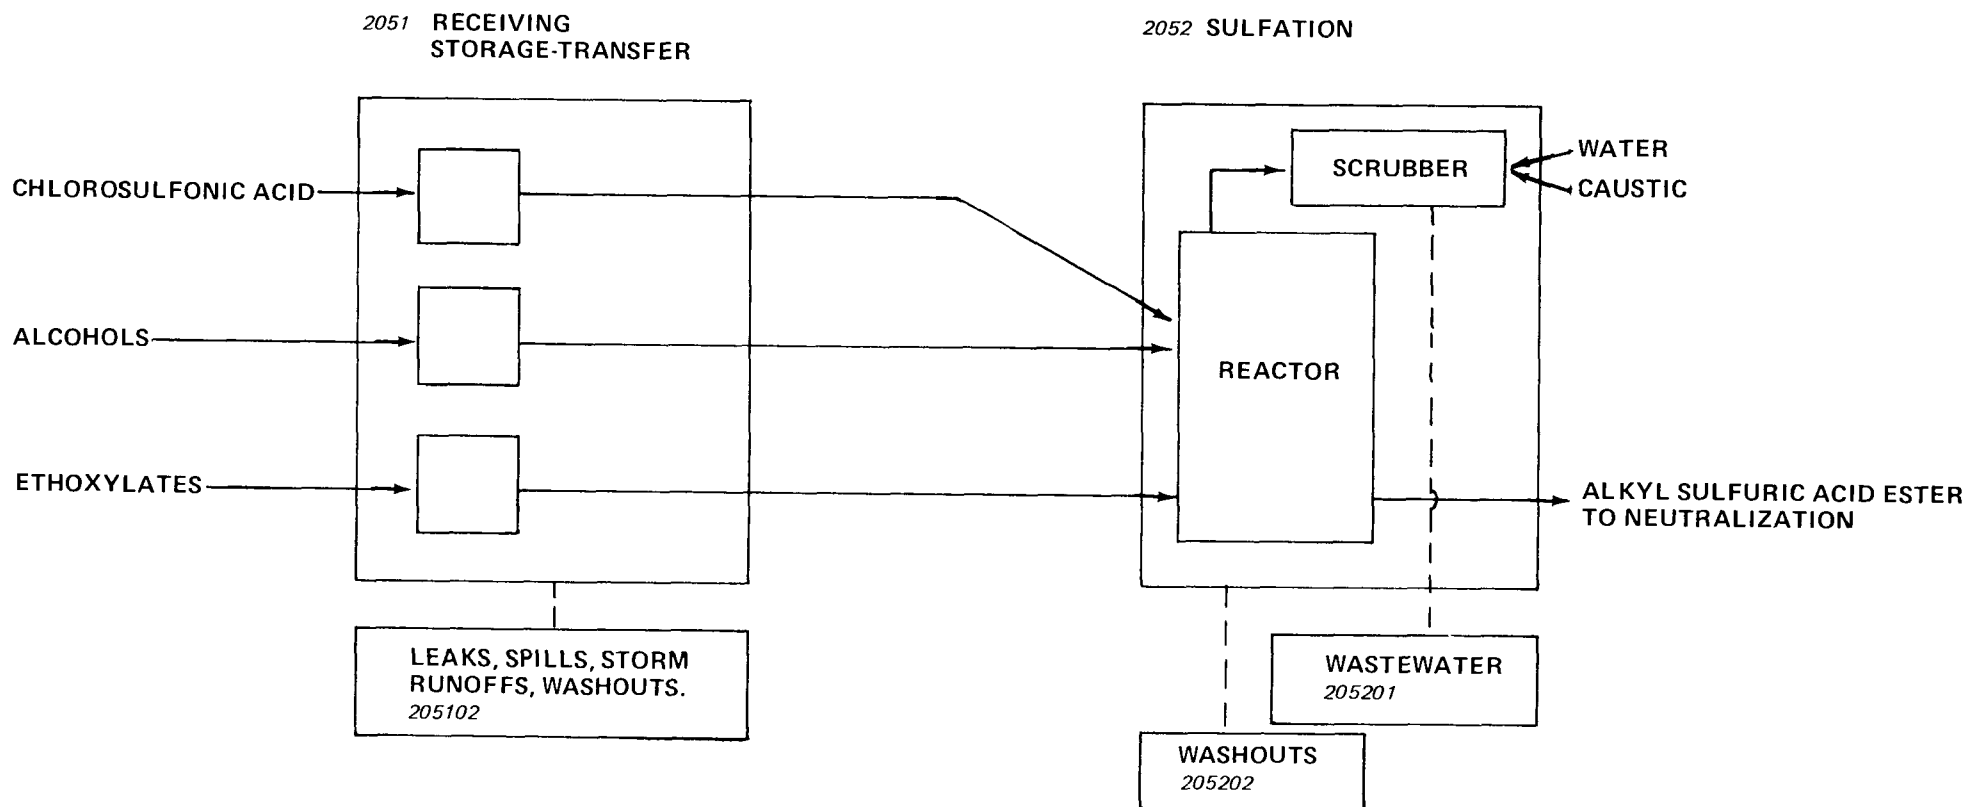 2051 RECEIVING
STORAGE-TRANSFER
2052 SULFATION
CHLOROSULFONIC ACID
ALCOHOLS
ETHOXYLATES
SCRUBBER
WATER
CAUSTIC
REACTOR
ALKYL SULFURIC ACID ESTER
TO NEUTRALIZATION
LEAKS, SPILLS, STORM
RUNOFFS, WASHOUTS.
205102
WASTEWATER
205201
WASHOUTS
205202